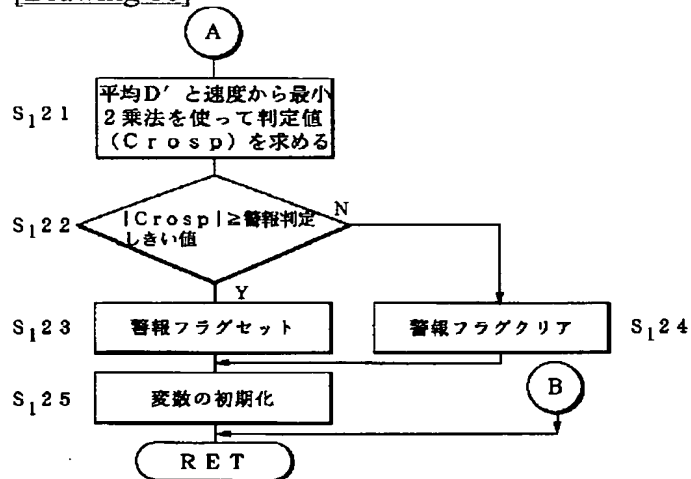 A
S₁21
平均D′と速度から最小
2乗法を使って判定値
(Crosp)を求める
S₁22
|Crosp|≧警報判定
しきい値
N
Y
S₁23
警報フラグセット
警報フラグクリア
S₁24
S₁25
変数の初期化
B
RET